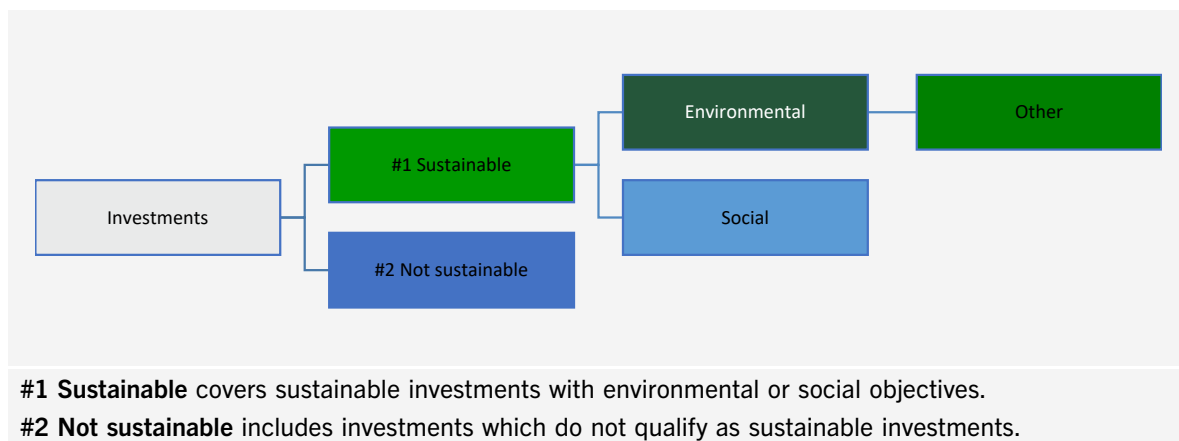 Environmental
Other
#1 Sustainable
Investments
Social
#2 Not sustainable
#1 Sustainable covers sustainable investments with environmental or social objectives.
#2 Not sustainable includes investments which do not qualify as sustainable investments.